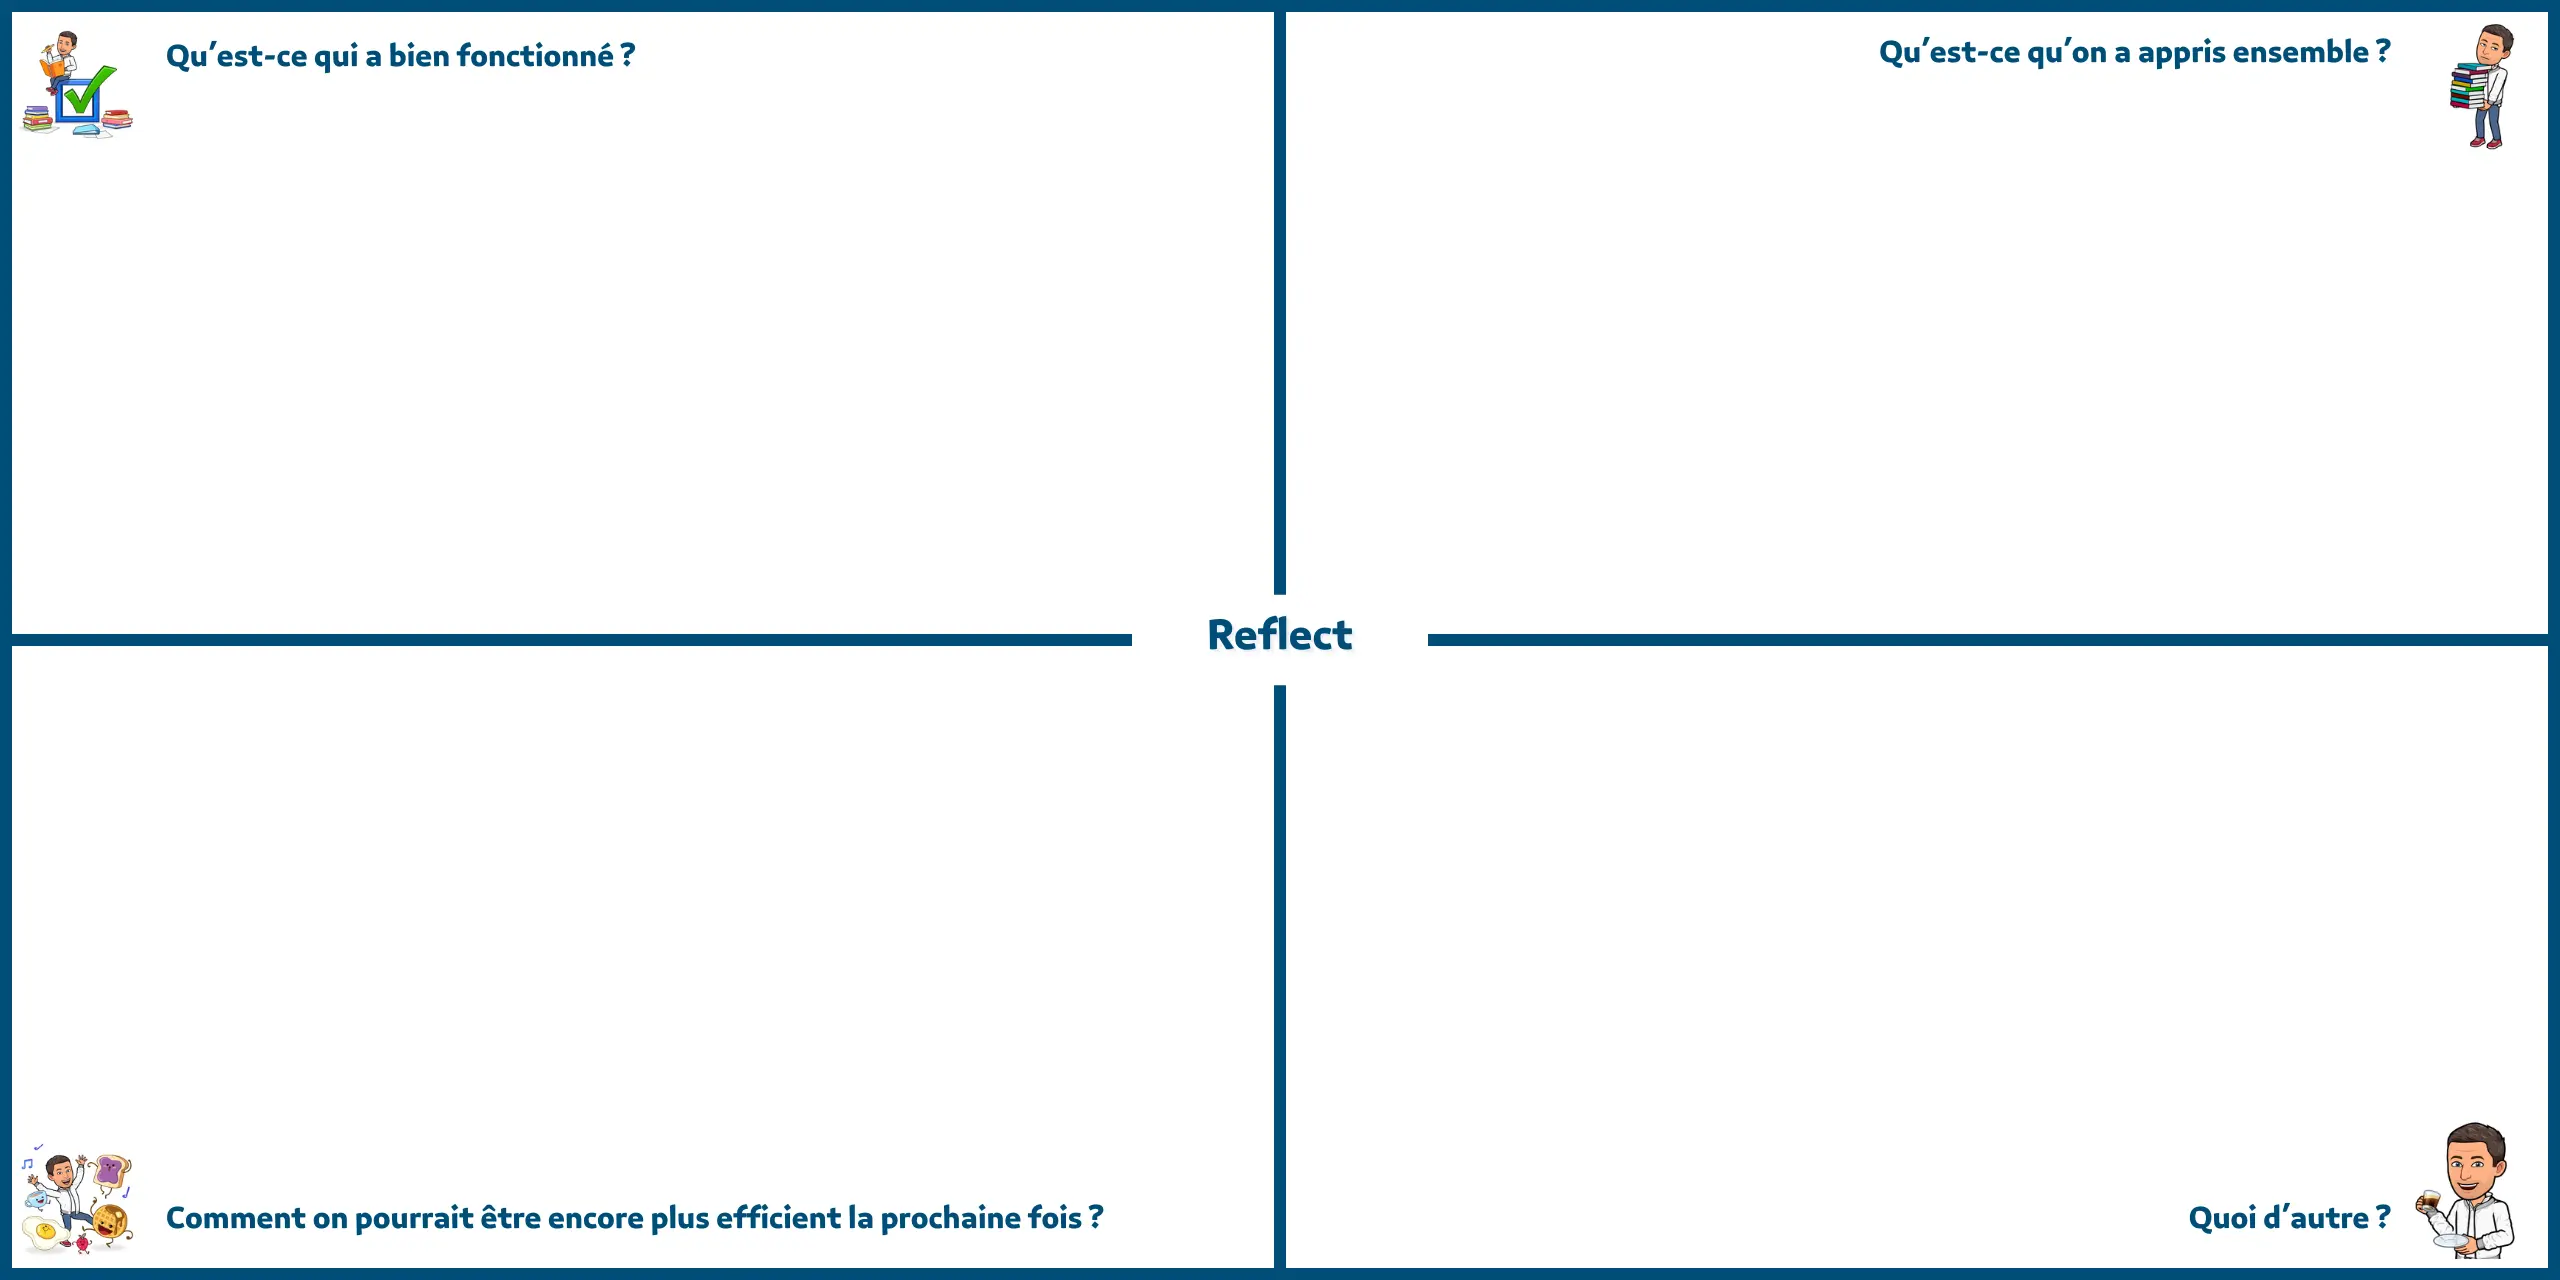 Qu’est-ce qui a bien fonctionné ?
Qu’est-ce qu’on a appris ensemble ?
Reflect
Comment on pourrait être encore plus efficient la prochaine fois ?
Quoi d’autre ?